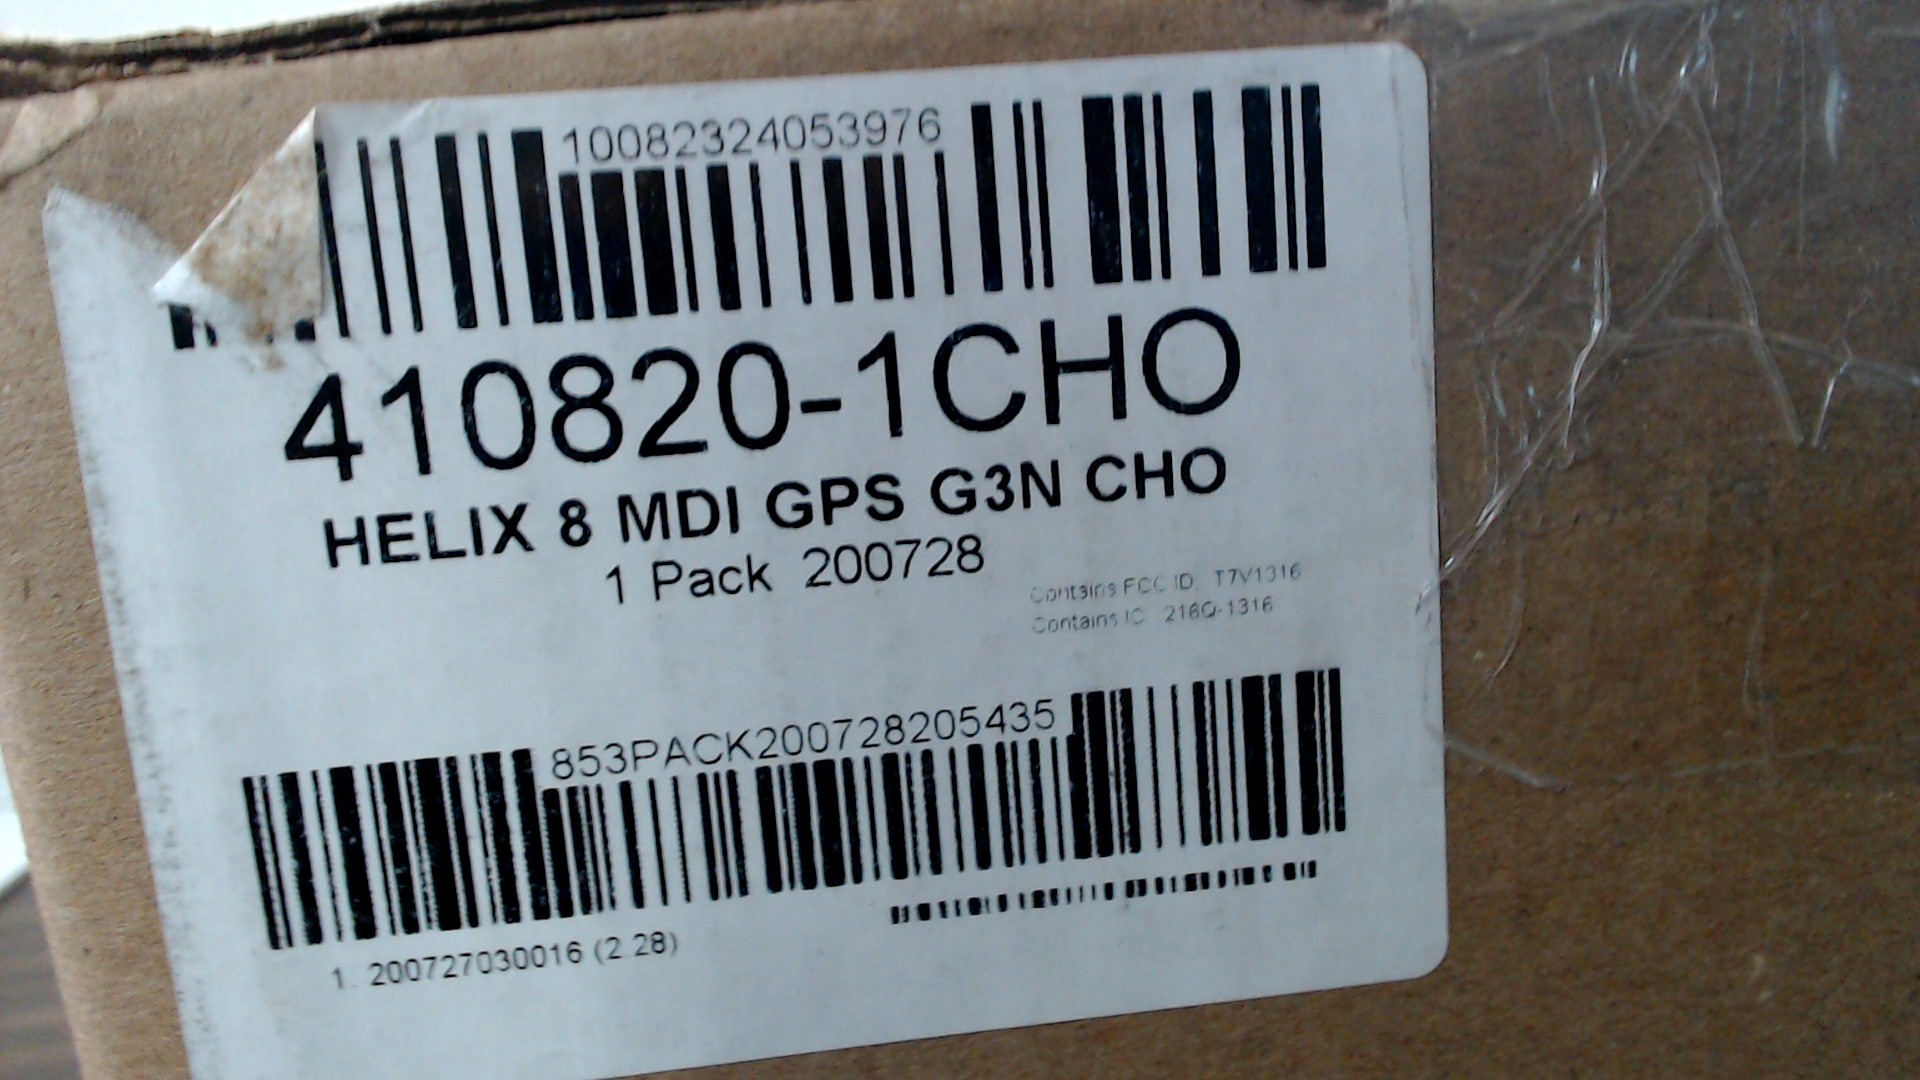 10082324053976
410820-1CHO
HELIX 8 MDI GPS G3N CHO
1 Pack 200728
Contains FCC ID: T7V1316
Contains IC 216Q-1316
853PACK200728205435
1. 200727030016 (2.28)